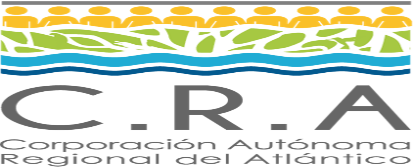 C.R.A
Corporación Autónoma
Regional del Atlántico